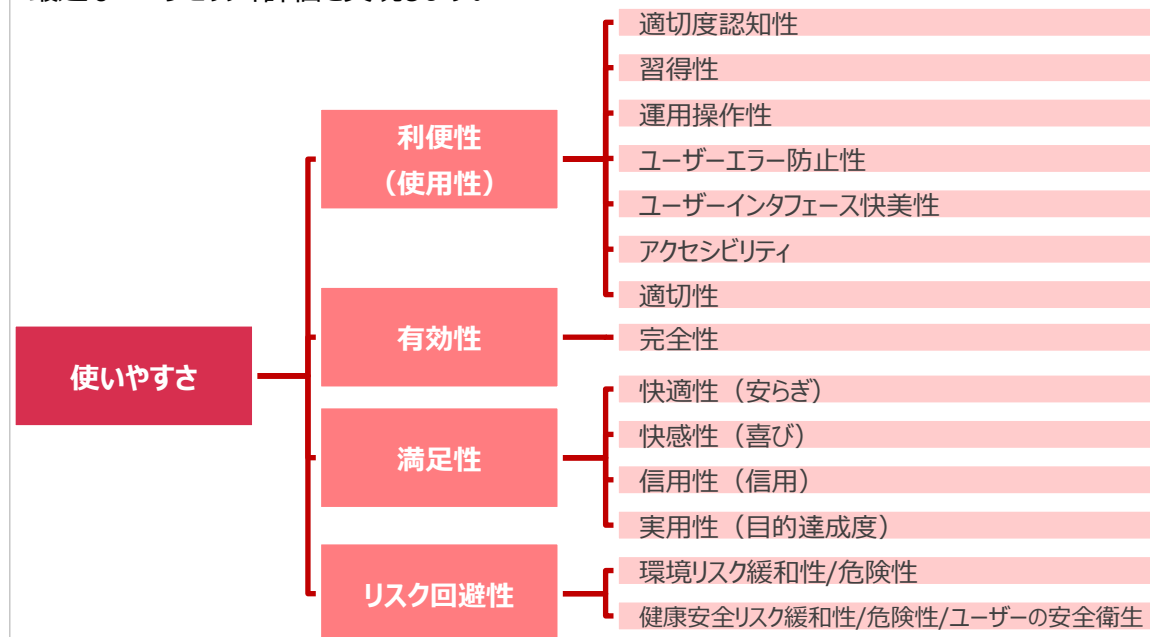 適切度認知性
習得性
運用操作性
利便性
（使用性）
ユーザーエラー防止性
ユーザーインタフェース快美性
アクセシビリティ
適切性
有効性
完全性
使いやすさ
快適性（安らぎ）
快感性（喜び）
満足性
信用性（信用）
実用性（目的達成度）
環境リスク緩和性/危険性
リスク回避性
健康安全リスク緩和性/危険性/ユーザーの安全衛生